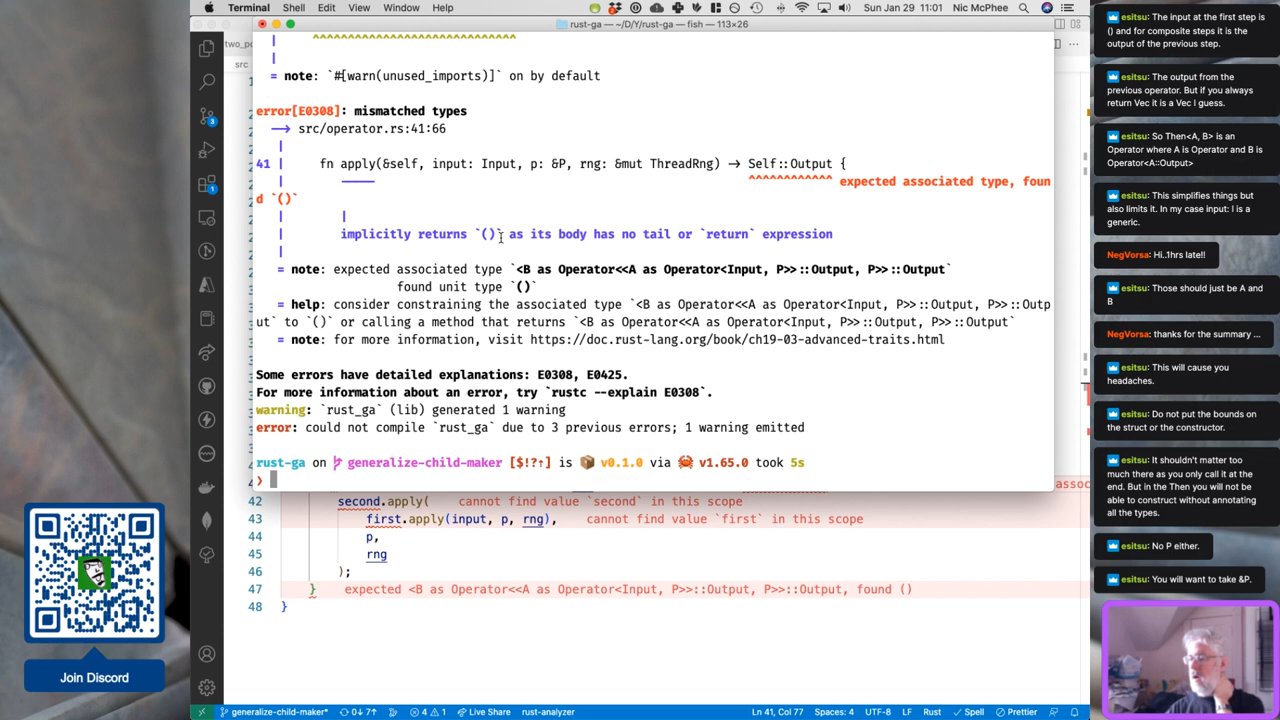 Terminal Shell Edit View Window Help
Sun Jan 29 11:01 Nic McPhee
rust-ga — ~/D/Y/rust-ga — fish — 113×26
two_po
src
= note: `#[warn(unused_imports)]` on by default
error[E0308]: mismatched types
--> src/operator.rs:41:66
41 | fn apply(&self, input: Input, p: &P, rng: &mut ThreadRng) -> Self::Output {
| ----- ^^^^^^^^^^^^ expected associated type, foun
d `()`
| |
| implicitly returns `()` as its body has no tail or `return` expression
= note: expected associated type `<B as Operator<<A as Operator<Input, P>>::Output, P>>::Output`
found unit type `()`
= help: consider constraining the associated type `<B as Operator<<A as Operator<Input, P>>::Output, P>>::Outp
ut` to `()` or calling a method that returns `<B as Operator<<A as Operator<Input, P>>::Output, P>>::Output`
= note: for more information, visit https://doc.rust-lang.org/book/ch19-03-advanced-traits.html
Some errors have detailed explanations: E0308, E0425.
For more information about an error, try `rustc --explain E0308`.
warning: `rust_ga` (lib) generated 1 warning
error: could not compile `rust_ga` due to 3 previous errors; 1 warning emitted
rust-ga on generalize-child-maker [$!?⇡] is 📦 v0.1.0 via 🦀 v1.65.0 took 5s
❯
42 second.apply( cannot find value `second` in this scope
43 first.apply(input, p, rng), cannot find value `first` in this scope
44 p,
45 rng
46 );
47 } expected <B as Operator<<A as Operator<Input, P>>::Output, P>>::Output, found ()
48 }
generalize-child-maker* 0↓ 7↑ 4 1 Live Share rust-analyzer Ln 41, Col 77 Spaces: 4 UTF-8 LF Rust Spell Prettier
Join Discord
esitsu: The input at the first step is
() and for composite steps it is the
output of the previous step.
esitsu: The output from the
previous operator. But if you always
return Vec it is a Vec I guess.
esitsu: So Then<A, B> is an
Operator where A is Operator and B is
Operator<A::Output>
esitsu: This simplifies things but
also limits it. In my case input: I is a
generic.
NegVorsa: Hi..1hrs late!!
esitsu: Those should just be A and
B
NegVorsa: thanks for the summary ...
esitsu: This will cause you
headaches.
esitsu: Do not put the bounds on
the struct or the constructor.
esitsu: It shouldn't matter too
much there as you only call it at the
end. But in the Then you will not be
able to construct without annotating
all the types.
esitsu: No P either.
esitsu: You will want to take &P.